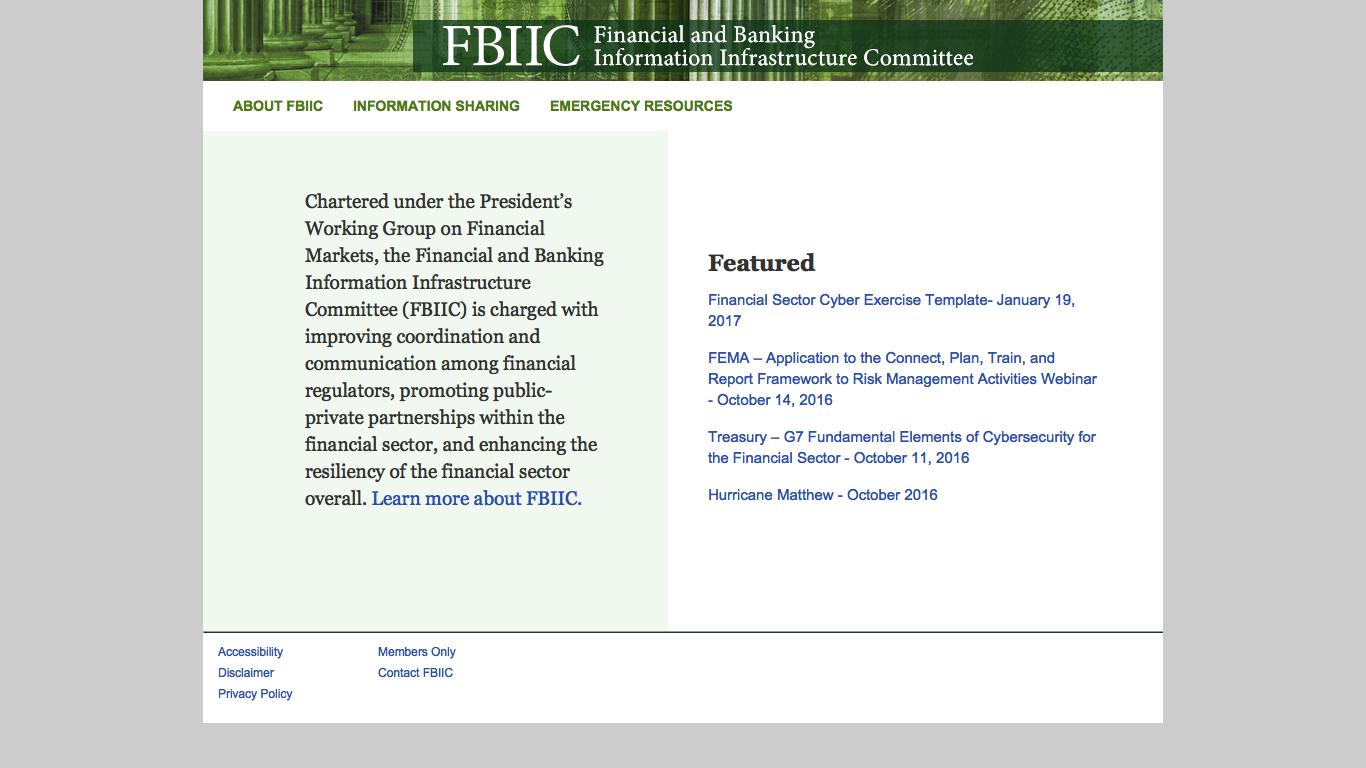 FBIIC Financial and Banking
Information Infrastructure Committee
ABOUT FBIIC INFORMATION SHARING EMERGENCY RESOURCES
Chartered under the President’s
Working Group on Financial
Markets, the Financial and Banking
Information Infrastructure
Committee (FBIIC) is charged with
improving coordination and
communication among financial
regulators, promoting public-
private partnerships within the
financial sector, and enhancing the
resiliency of the financial sector
overall. Learn more about FBIIC.
Featured
Financial Sector Cyber Exercise Template- January 19,
2017
FEMA – Application to the Connect, Plan, Train, and
Report Framework to Risk Management Activities Webinar
- October 14, 2016
Treasury – G7 Fundamental Elements of Cybersecurity for
the Financial Sector - October 11, 2016
Hurricane Matthew - October 2016
Accessibility
Disclaimer
Privacy Policy
Members Only
Contact FBIIC